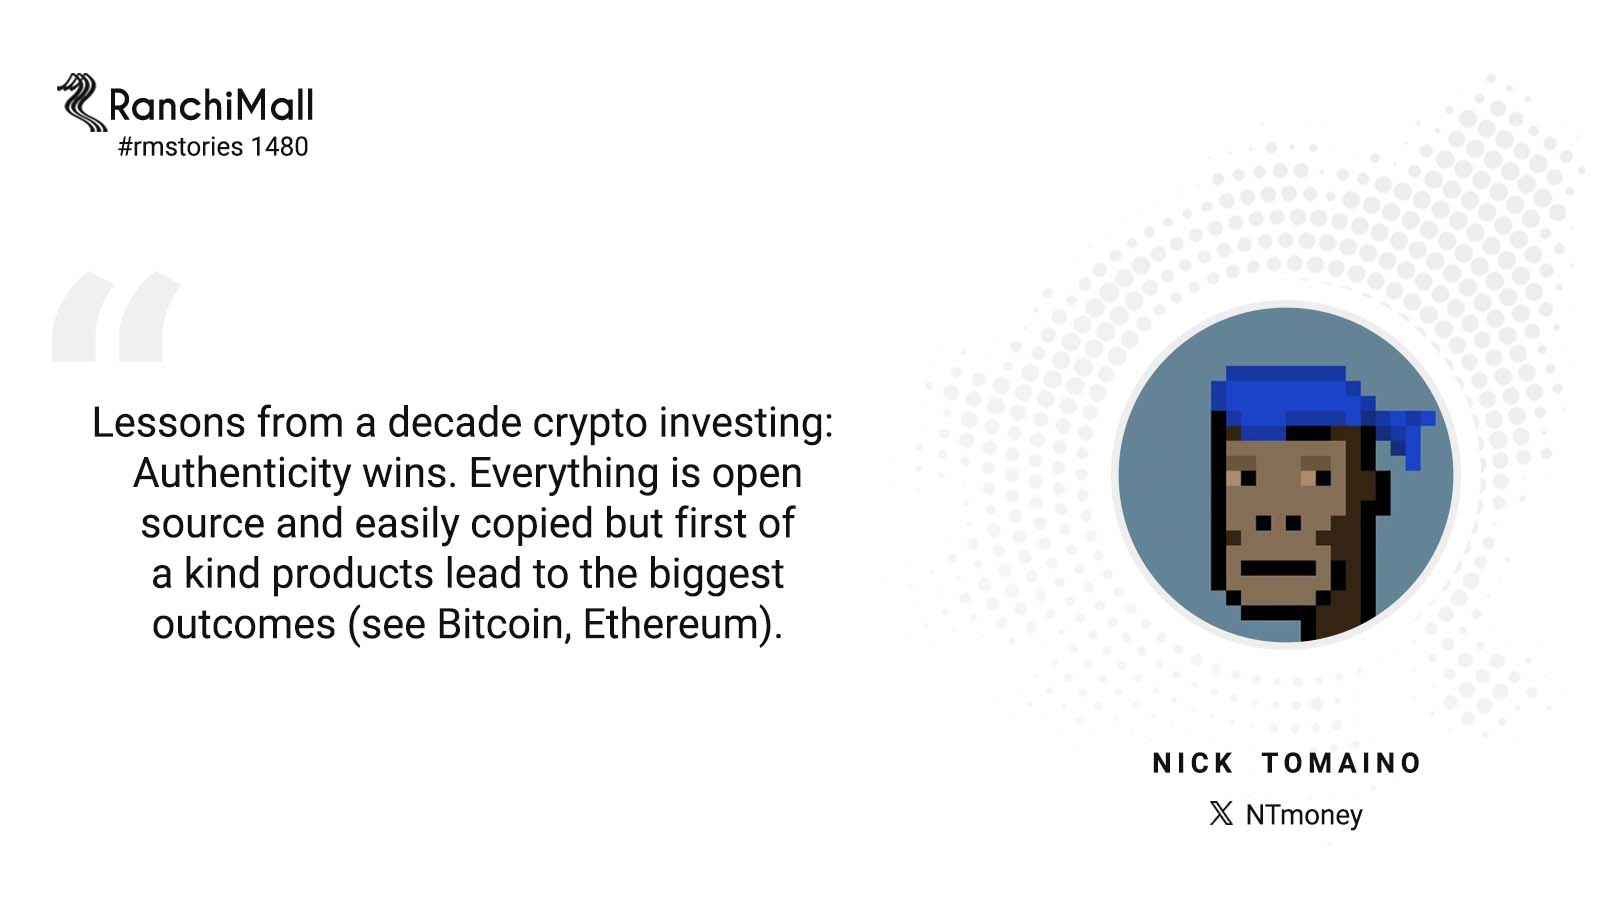 RanchiMall
#rmstories 1480
Lessons from a decade crypto investing:
Authenticity wins. Everything is open
source and easily copied but first of
a kind products lead to the biggest
outcomes (see Bitcoin, Ethereum).
NICK TOMAINO
𝕏 NTmoney